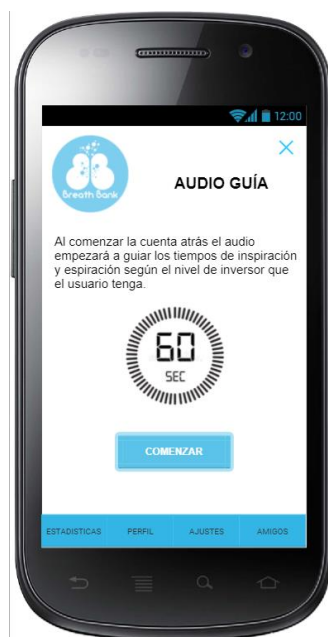 12:00
Breath Bank
AUDIO GUÍA
Al comenzar la cuenta atrás el audio
empezará a guiar los tiempos de inspiración
y espiración según el nivel de inversor que
el usuario tenga.
60
SEC
COMENZAR
ESTADISTICAS PERFIL AJUSTES AMIGOS